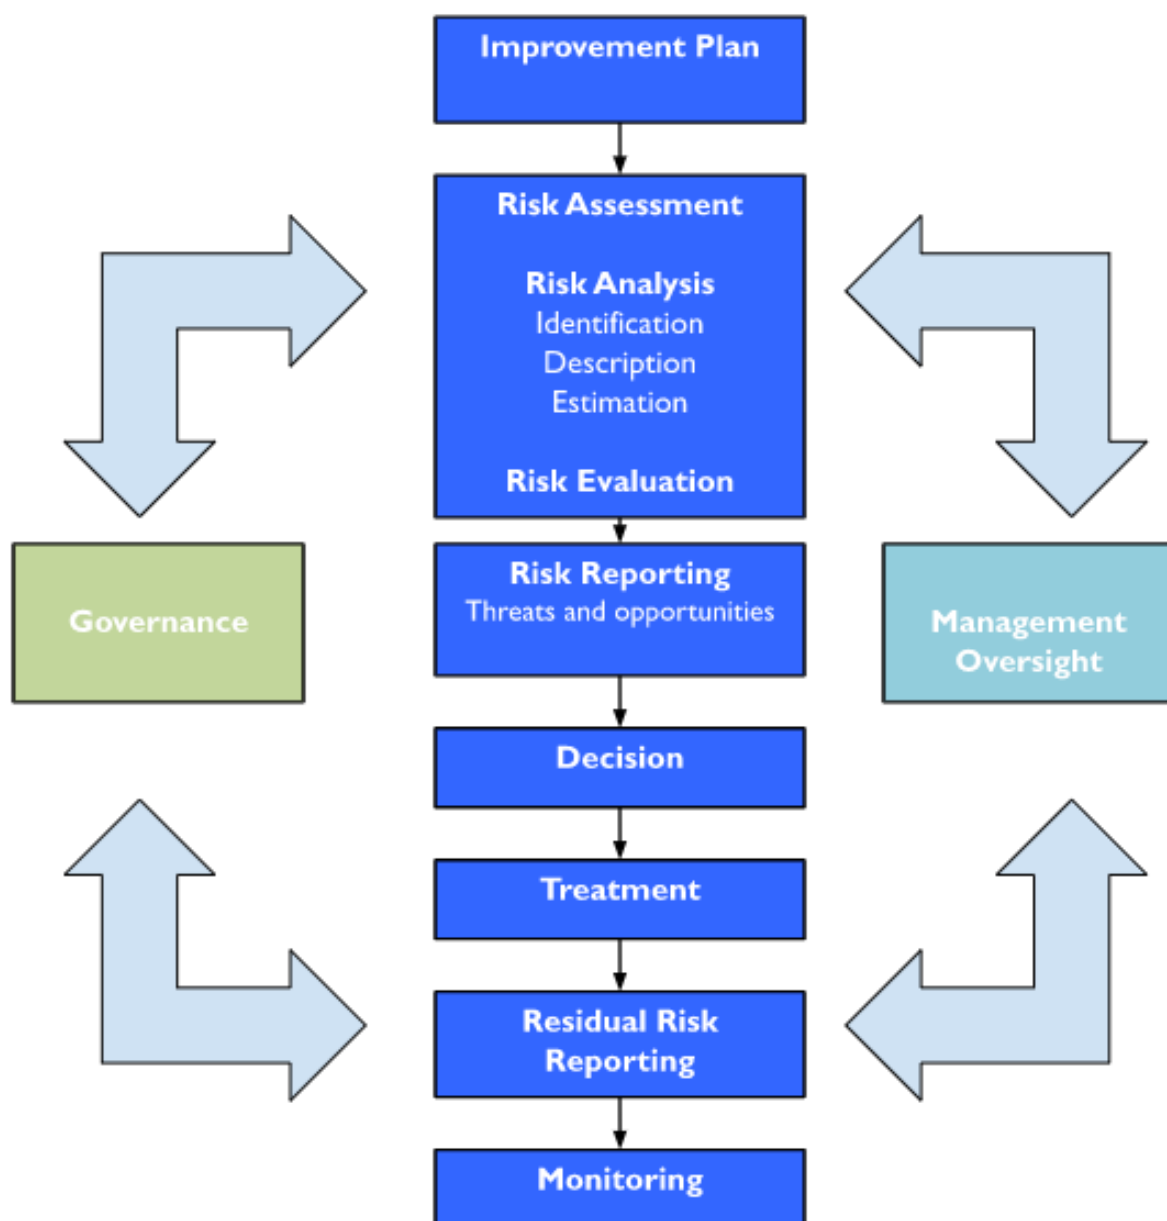 Improvement Plan
Risk Assessment
Risk Analysis
Identification
Description
Estimation
Risk Evaluation
Governance
Risk Reporting
Threats and opportunities
Management
Oversight
Decision
Treatment
Residual Risk
Reporting
Monitoring